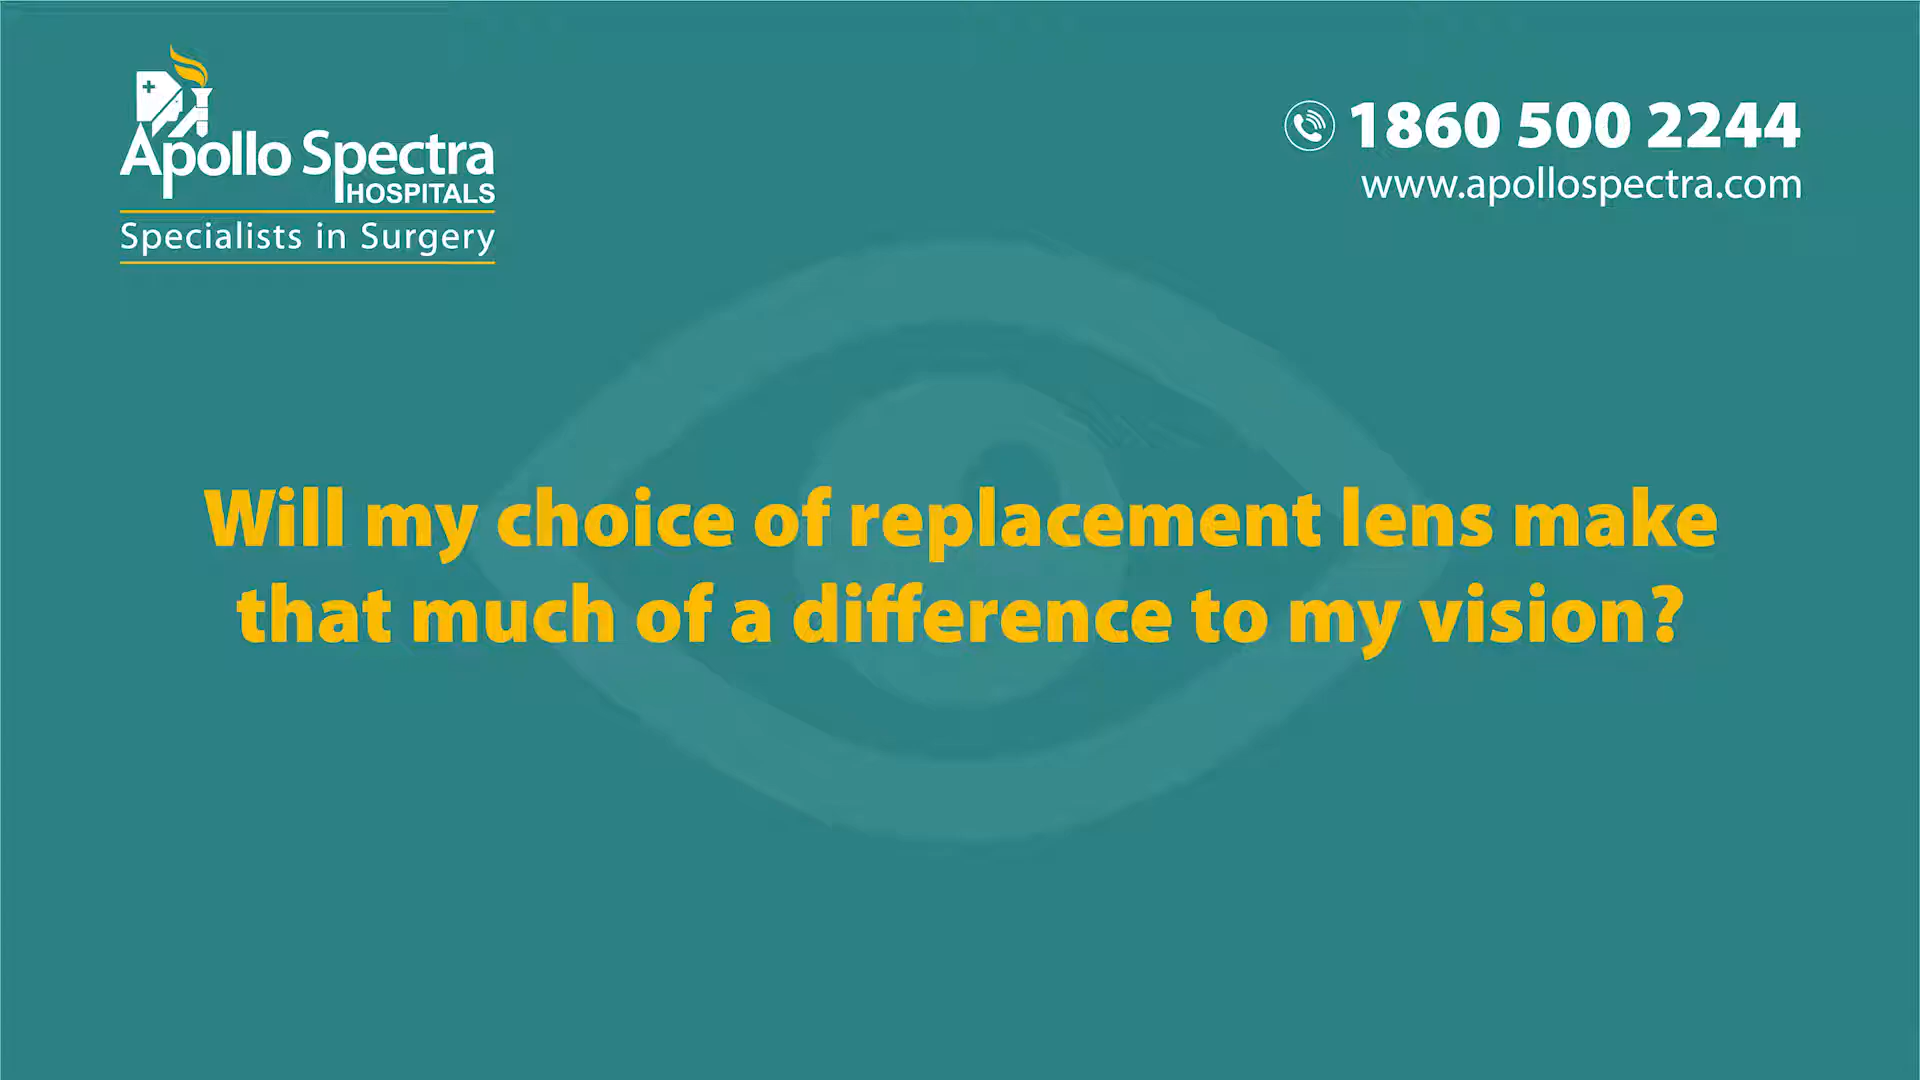 Apollo Spectra
HOSPITALS
Specialists in Surgery
1860 500 2244
www.apollospectra.com
Will my choice of replacement lens make
that much of a difference to my vision?